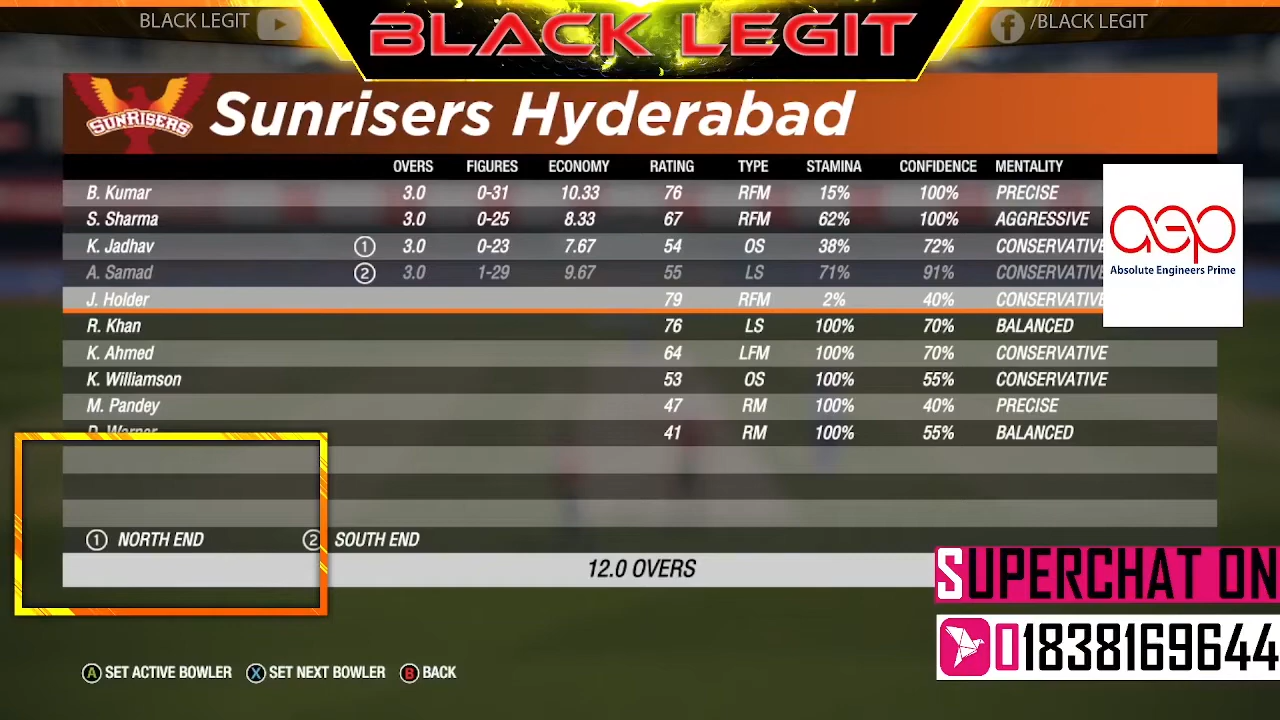 BLACK LEGIT
BLACK LEGIT
/BLACK LEGIT
SUNRISERS
Sunrisers Hyderabad
OVERS FIGURES ECONOMY RATING TYPE STAMINA CONFIDENCE MENTALITY
B. Kumar 3.0 0-31 10.33 76 RFM 15% 100% PRECISE
S. Sharma 3.0 0-25 8.33 67 RFM 62% 100% AGGRESSIVE
K. Jadhav 1 3.0 0-23 7.67 54 OS 38% 72% CONSERVATIVE
A. Samad 2 3.0 1-29 9.67 55 LS 71% 91% CONSERVATIVE
J. Holder 79 RFM 2% 40% CONSERVATIVE
R. Khan 76 LS 100% 70% BALANCED
K. Ahmed 64 LFM 100% 70% CONSERVATIVE
K. Williamson 53 OS 100% 55% CONSERVATIVE
M. Pandey 47 RM 100% 40% PRECISE
D. Warner 41 RM 100% 55% BALANCED
aep
Absolute Engineers Prime
1 NORTH END 2 SOUTH END
12.0 OVERS
SUPERCHAT ON
01838169644
A SET ACTIVE BOWLER X SET NEXT BOWLER B BACK